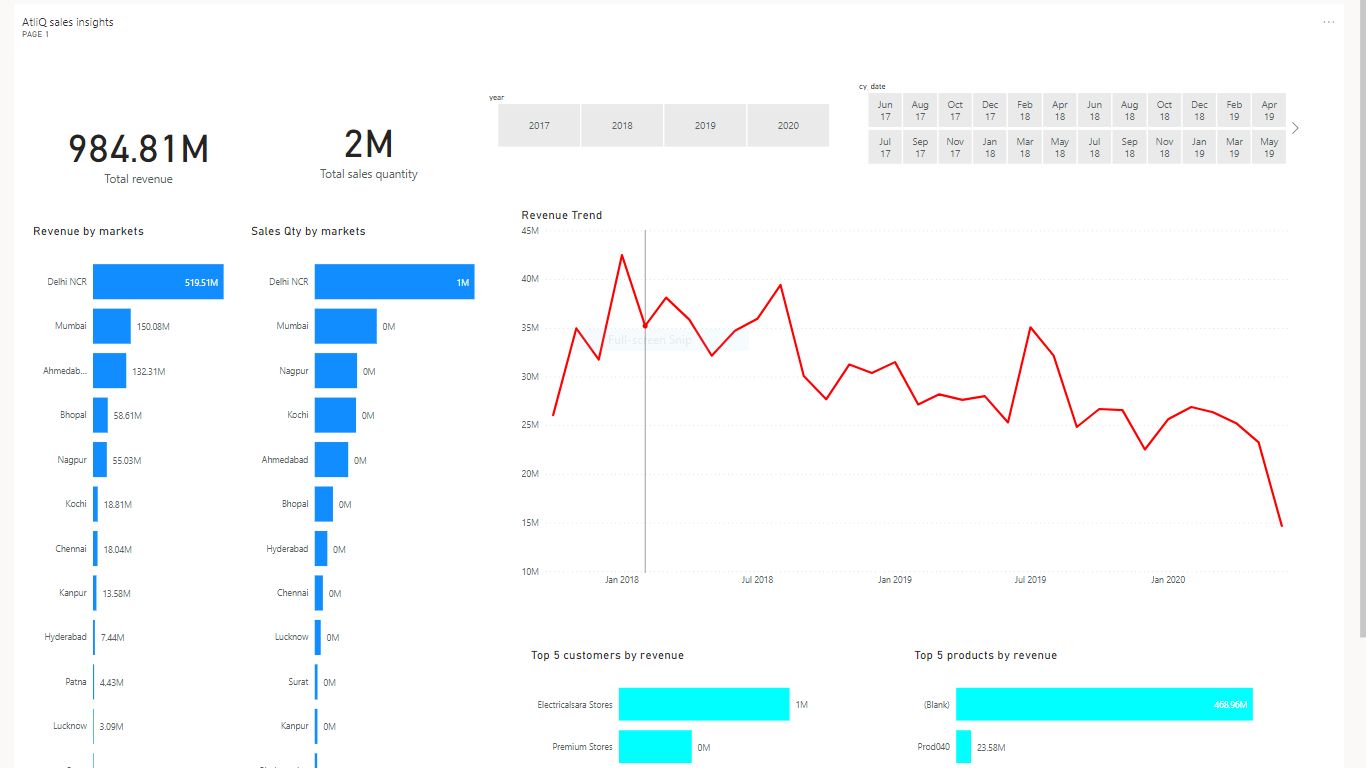 AtliQ sales insights
...
PAGE 1
984.81M
Total revenue
2M
Total sales quantity
year
2017 2018 2019 2020
cy date
Jun 17 Aug 17 Oct 17 Dec 17 Feb 18 Apr 18 Jun 18 Aug 18 Oct 18 Dec 18 Feb 19 Apr 19
Jul 17 Sep 17 Nov 17 Jan 18 Mar 18 May 18 Jul 18 Sep 18 Nov 18 Jan 19 Mar 19 May 19
Revenue by markets
Delhi NCR 519.51M
Mumbai 150.08M
Ahmedab... 132.31M
Bhopal 58.61M
Nagpur 55.03M
Kochi 18.81M
Chennai 18.04M
Kanpur 13.58M
Hyderabad 7.44M
Patna 4.43M
Lucknow 3.09M
Sales Qty by markets
Delhi NCR 1M
Mumbai 0M
Nagpur 0M
Kochi 0M
Ahmedabad 0M
Bhopal 0M
Hyderabad 0M
Chennai 0M
Lucknow 0M
Surat 0M
Kanpur 0M
Revenue Trend
45M
40M
35M
Full-screen Snip
30M
25M
20M
15M
10M
Jan 2018 Jul 2018 Jan 2019 Jul 2019 Jan 2020
Top 5 customers by revenue
Electricalsara Stores 1M
Premium Stores 0M
Top 5 products by revenue
(Blank) 468.96M
Prod040 23.58M